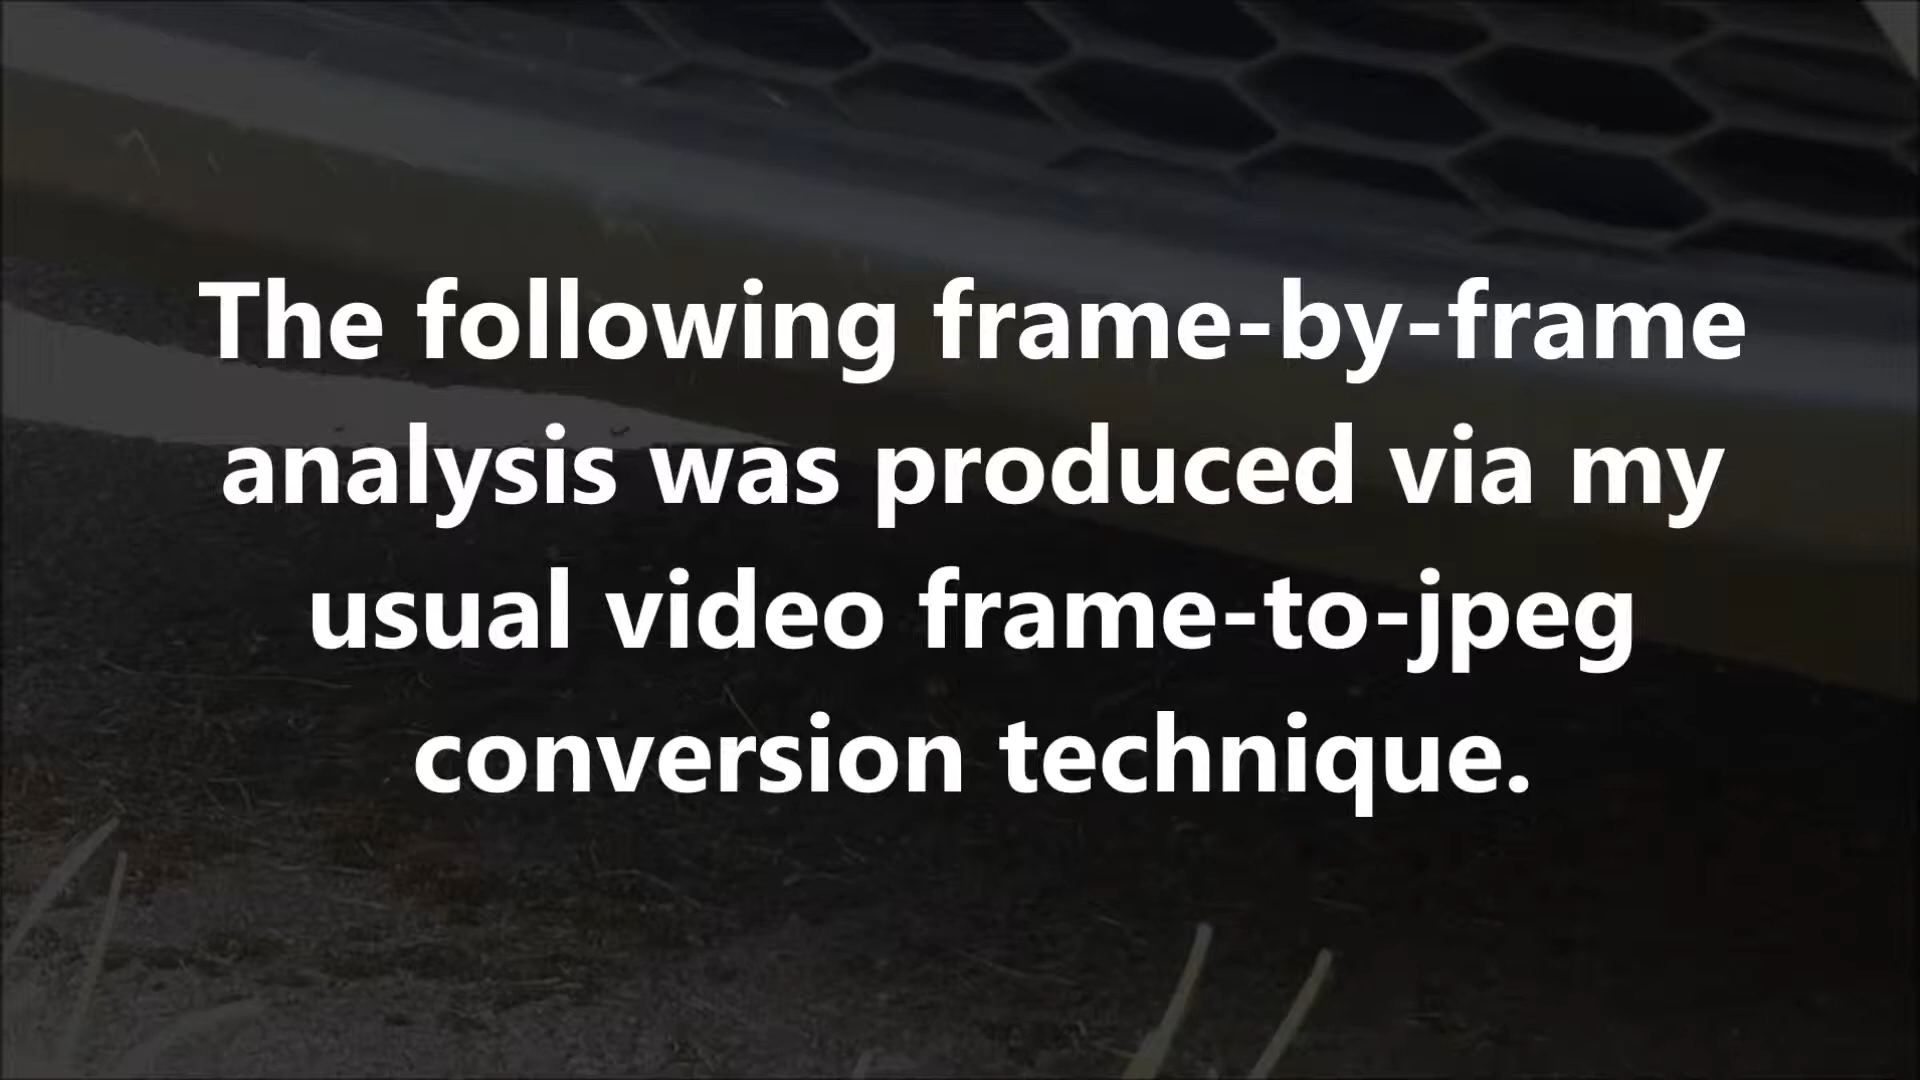 The following frame-by-frame
analysis was produced via my
usual video frame-to-jpeg
conversion technique.